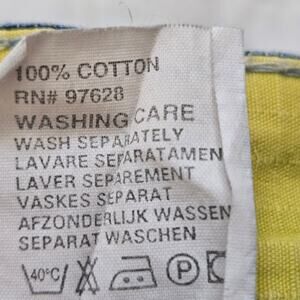 100% COTTON
RN# 97628
WASHING CARE
WASH SEPARATELY
LAVARE SEPARATAMEN
LAVER SEPAREMENT
VASKES SEPARAT
AFZONDERLIJK WASSEN
SEPARAT WASCHEN
40°C P